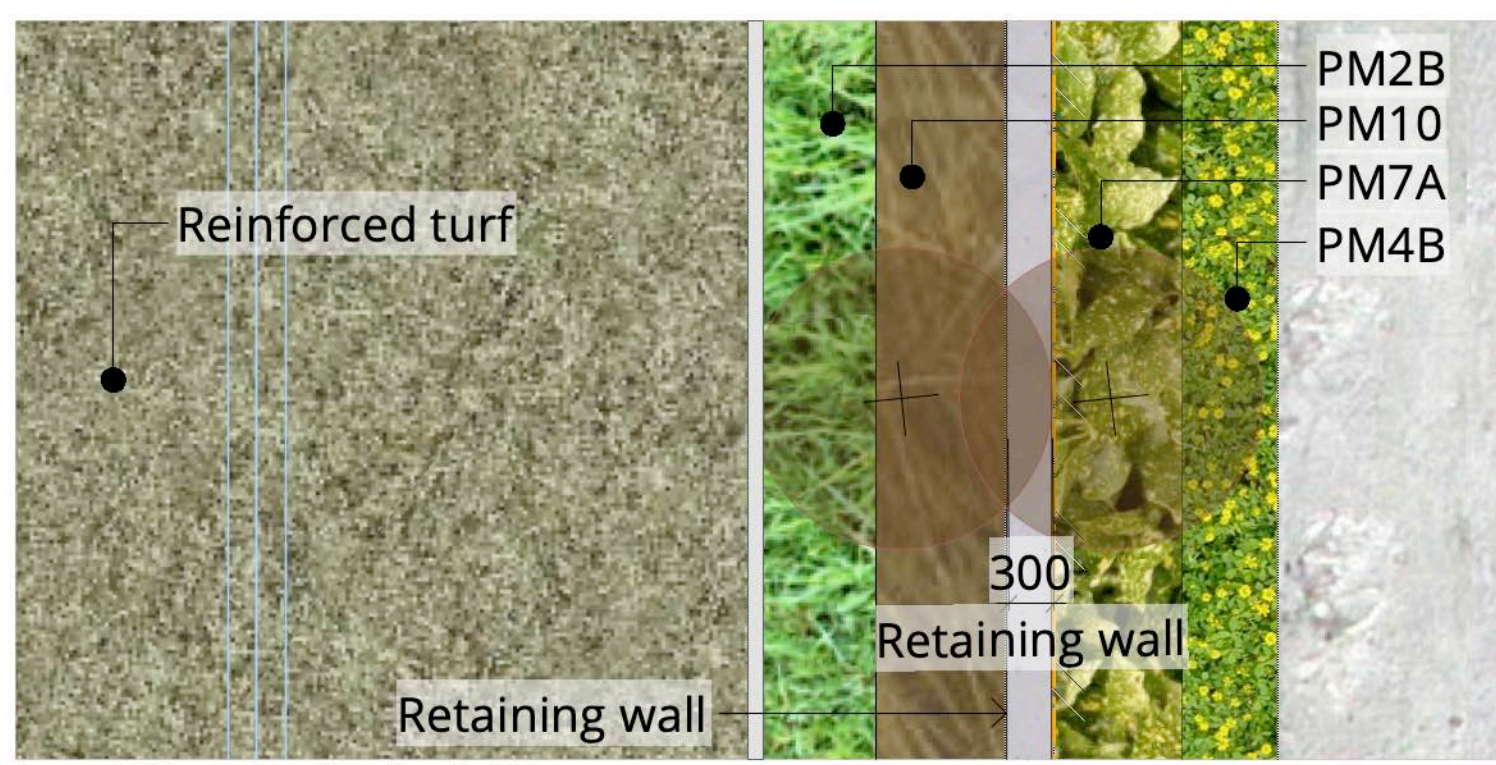 PM2B
PM10
PM7A
Reinforced turf
PM4B
300
Retaining wall
Retaining wall